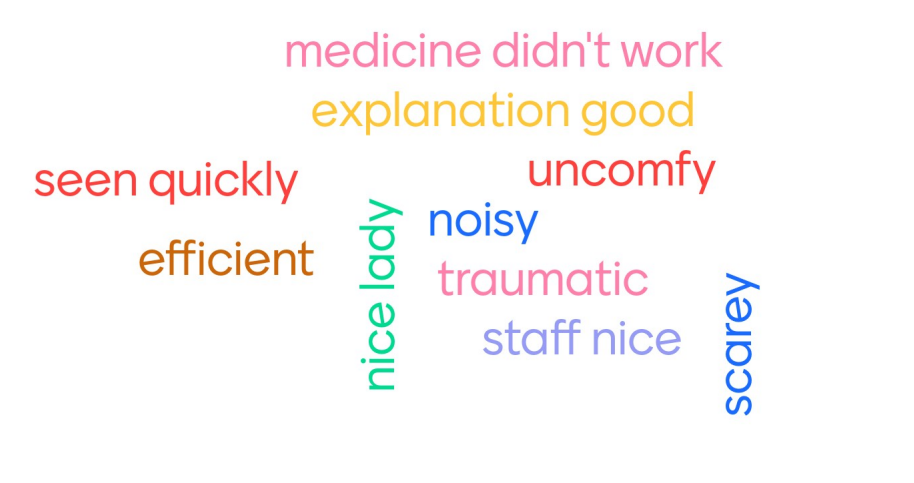 medicine didn't work
explanation good
seen quickly
uncomfy
noisy
nice lady
efficient
traumatic
scarey
staff nice